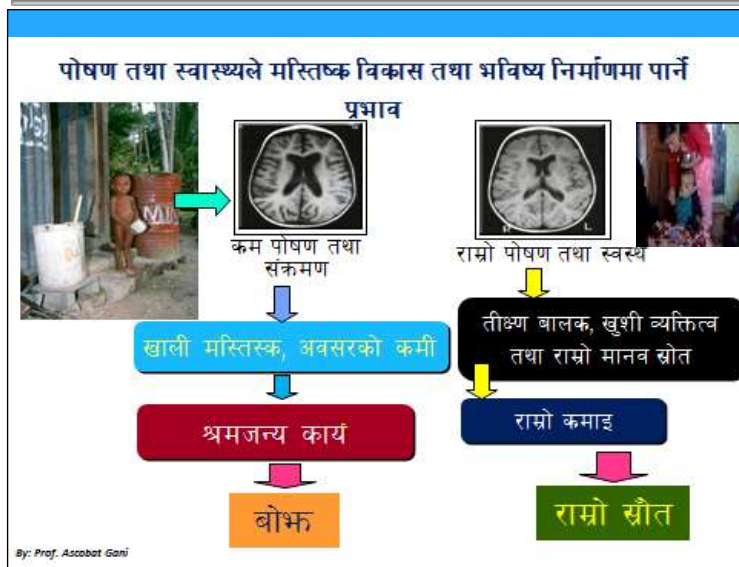 पोषण तथा स्वास्थ्यले मस्तिष्क विकास तथा भविष्य निर्माणमा पार्ने
प्रभाव
कम पोषण तथा
संक्रमण
खाली मस्तिस्क, अवसरको कमी
श्रमजन्य कार्य
बोझ
राम्रो पोषण तथा स्वस्थ
तीक्ष्ण बालक, खुशी व्यक्तित्व
तथा राम्रो मानव स्रोत
राम्रो कमाइ
राम्रो स्रौत
By: Prof. Ascobat Gani